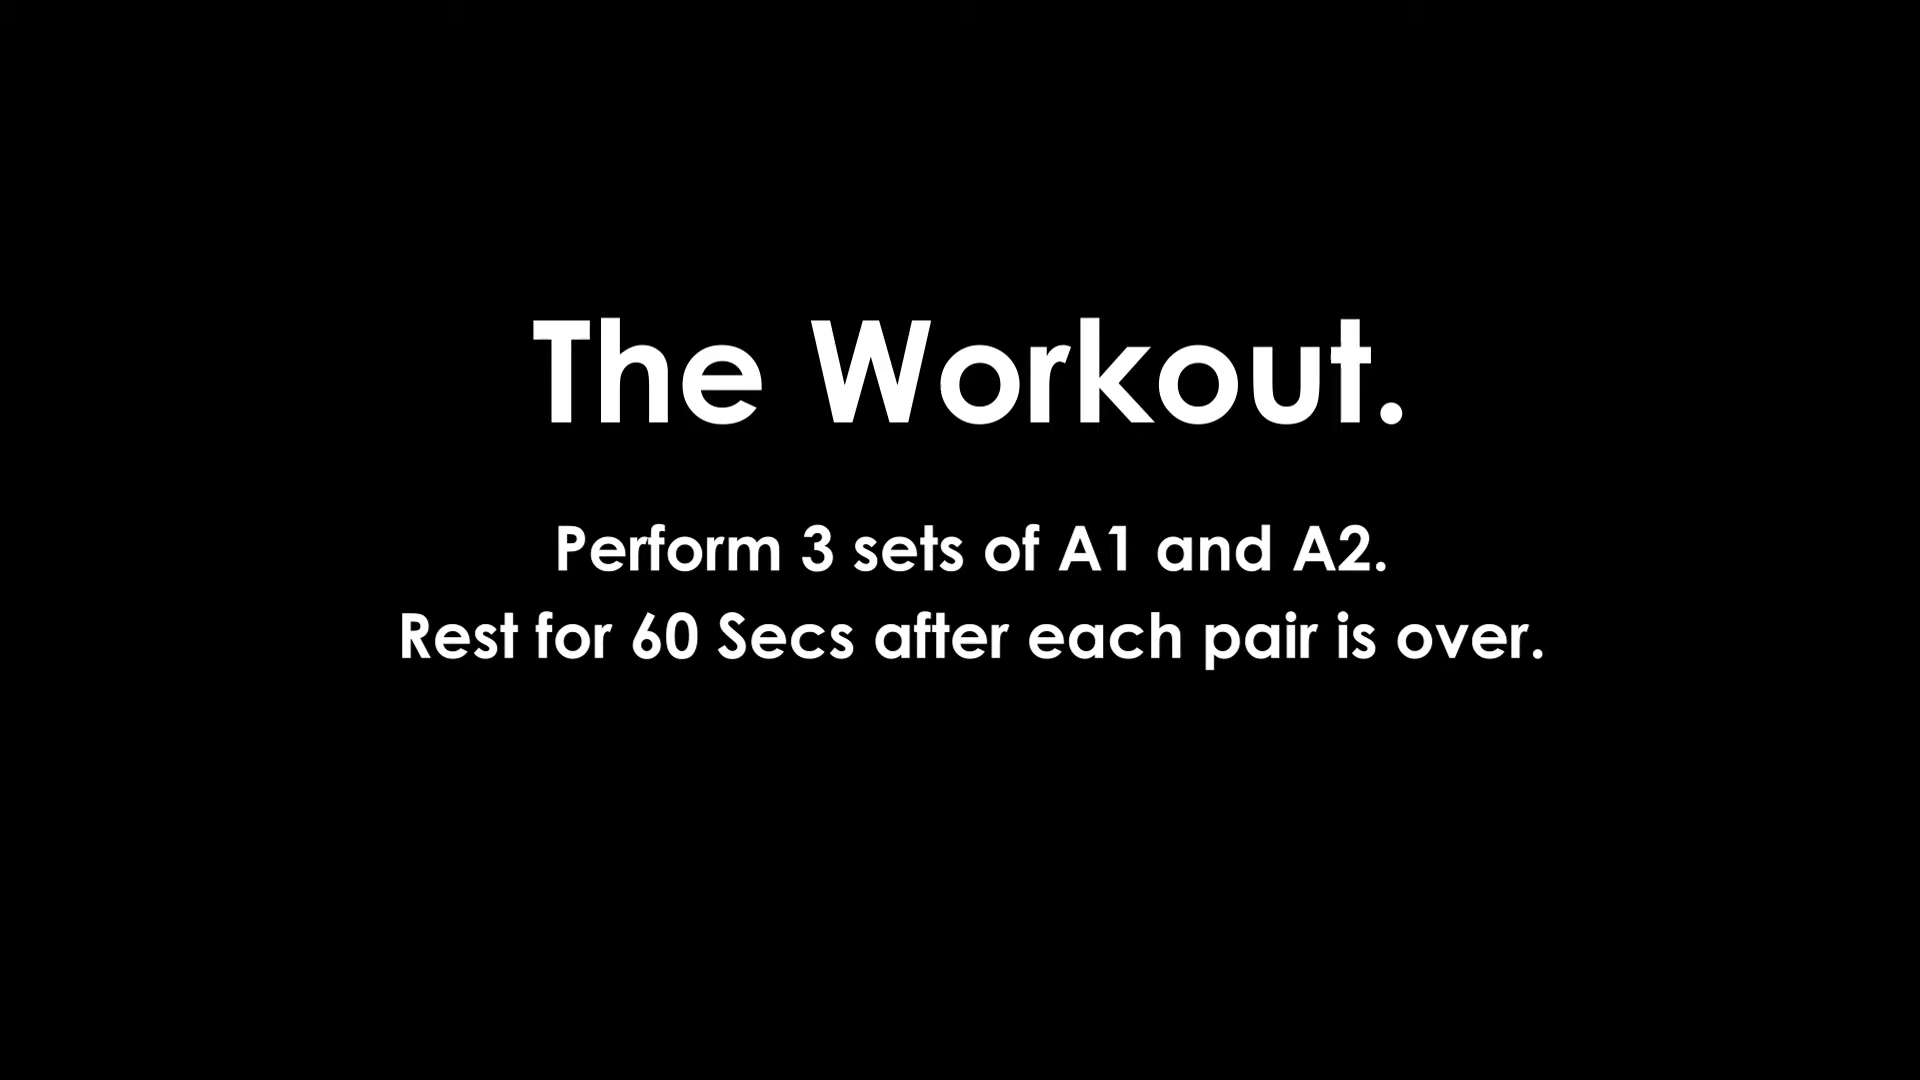 The Workout.
Perform 3 sets of A1 and A2.
Rest for 60 Secs after each pair is over.